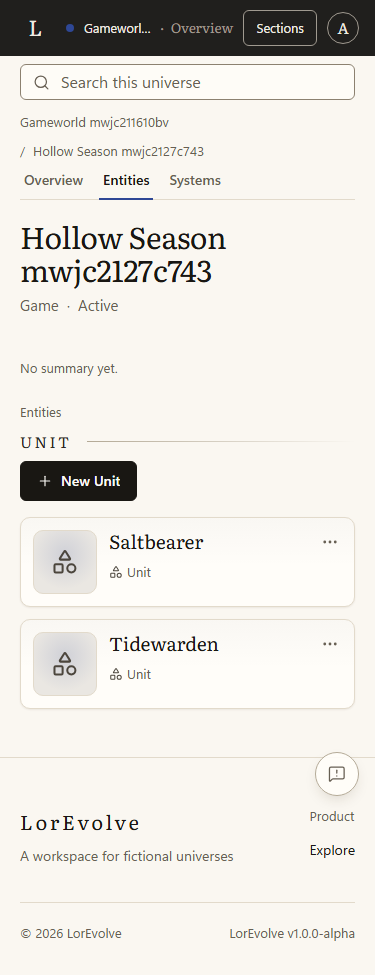 L Gameworl... · Overview Sections A
Search this universe
Gameworld mwjc211610bv
/ Hollow Season mwjc2127c743
Overview Entities Systems
Hollow Season
mwjc2127c743
Game · Active
No summary yet.
Entities
UNIT
New Unit
Saltbearer
Unit
Tidewarden
Unit
LorEvolve
A workspace for fictional universes
Product
Explore
© 2026 LorEvolve
LorEvolve v1.0.0-alpha